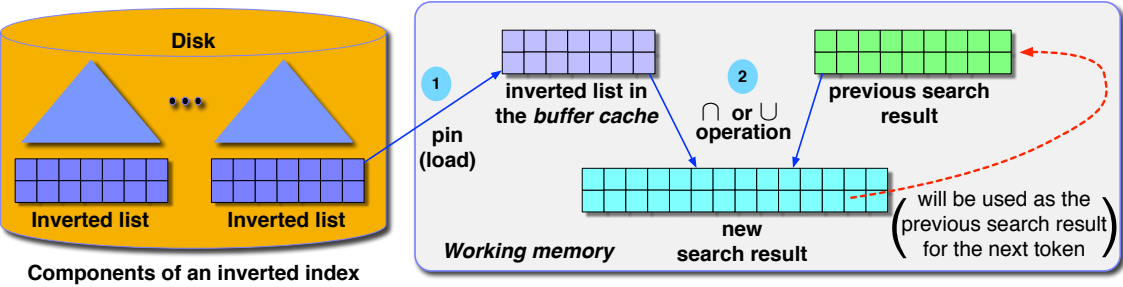 Disk
•••
Inverted list
Inverted list
Components of an inverted index
1
pin
(load)
inverted list in
the buffer cache
2
∩ or ∪
operation
previous search
result
new
search result
Working memory
(will be used as the
previous search result
for the next token)